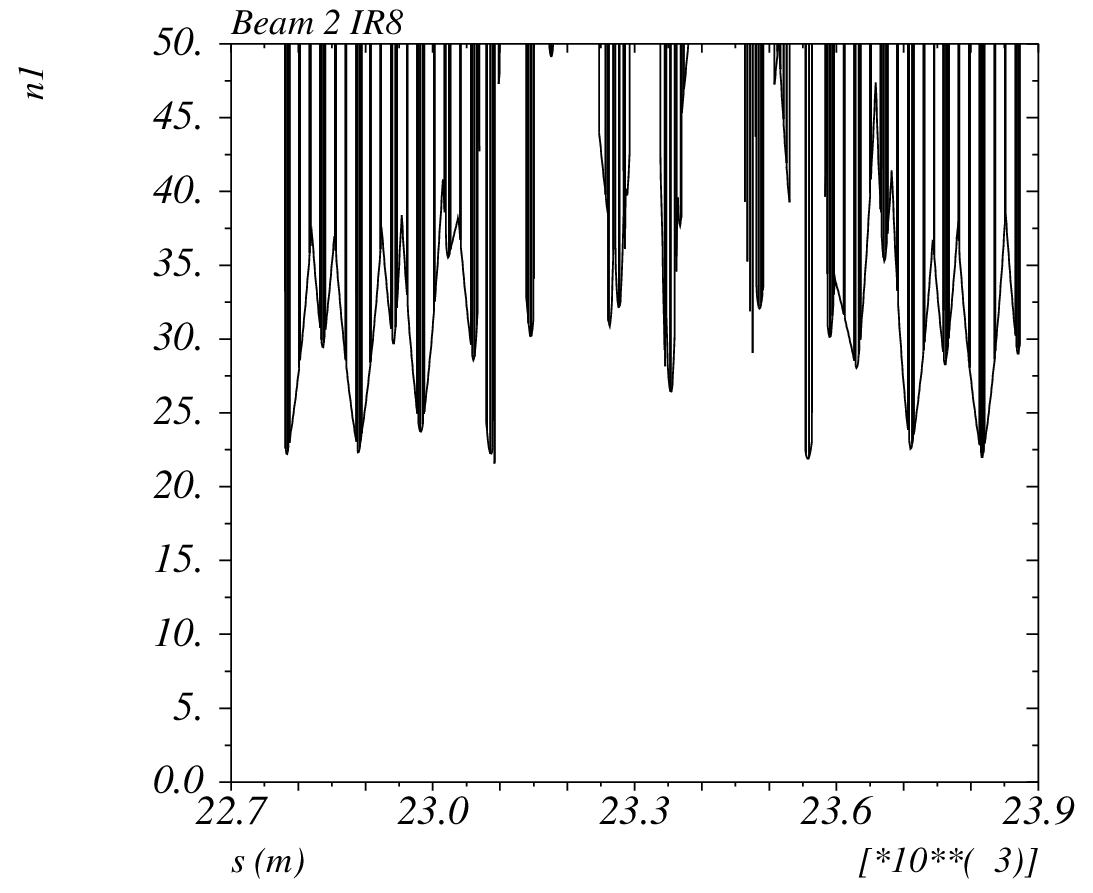 Beam 2 IR8
n1
50.
45.
40.
35.
30.
25.
20.
15.
10.
5.
0.0
22.7 23.0 23.3 23.6 23.9
s (m) [*10**( 3)]